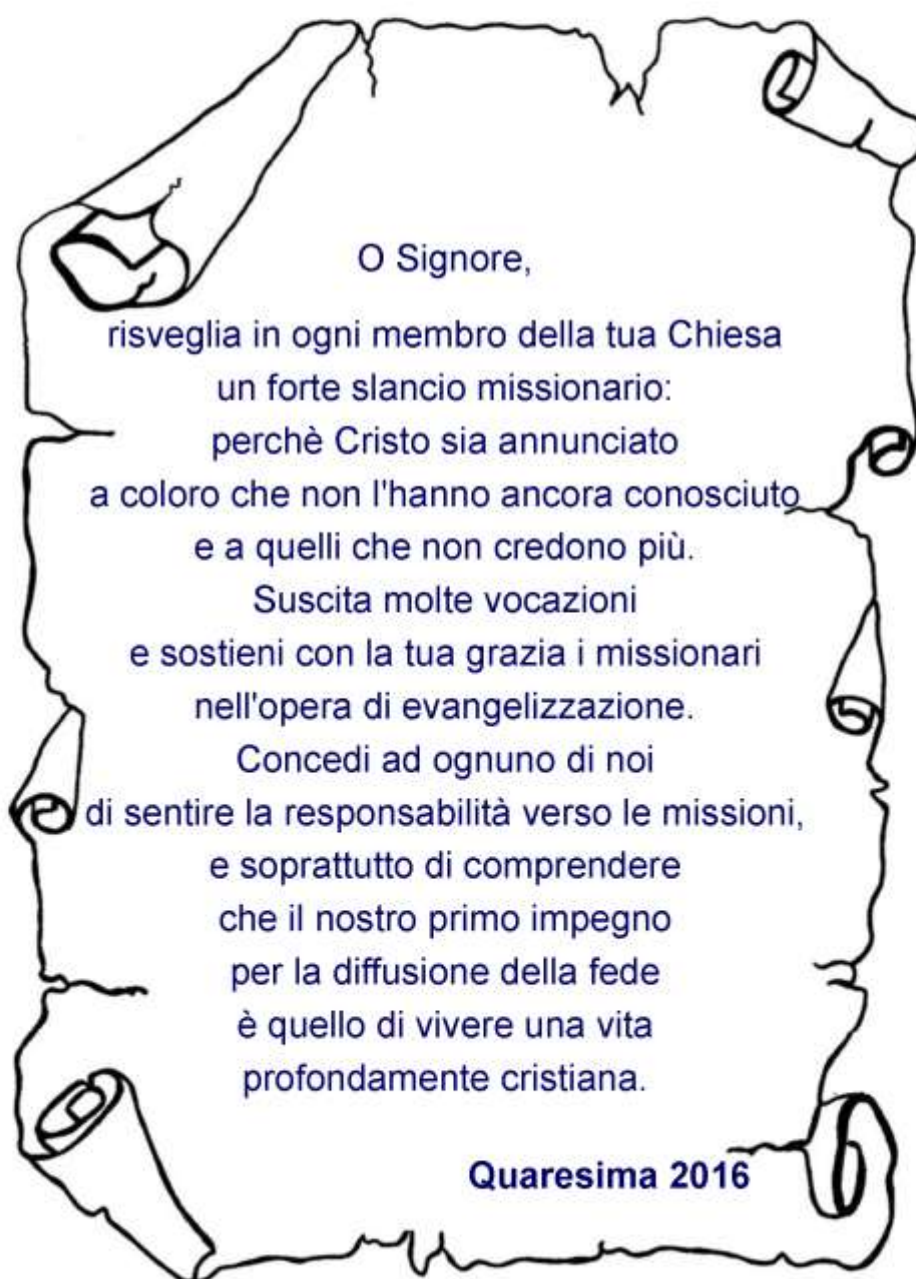 O Signore,
risveglia in ogni membro della tua Chiesa
un forte slancio missionario:
perchè Cristo sia annunciato
a coloro che non l'hanno ancora conosciuto
e a quelli che non credono più.
Suscita molte vocazioni
e sostieni con la tua grazia i missionari
nell'opera di evangelizzazione.
Concedi ad ognuno di noi
di sentire la responsabilità verso le missioni,
e soprattutto di comprendere
che il nostro primo impegno
per la diffusione della fede
è quello di vivere una vita
profondamente cristiana.
Quaresima 2016